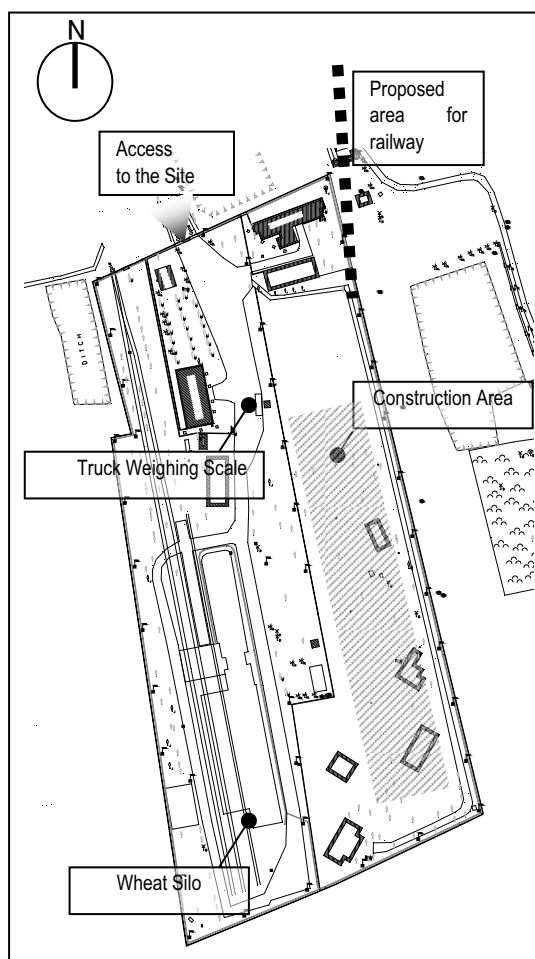 N
Proposed
area for
railway
Access
to the Site
DITCH
Construction Area
Truck Weighing Scale
Wheat Silo